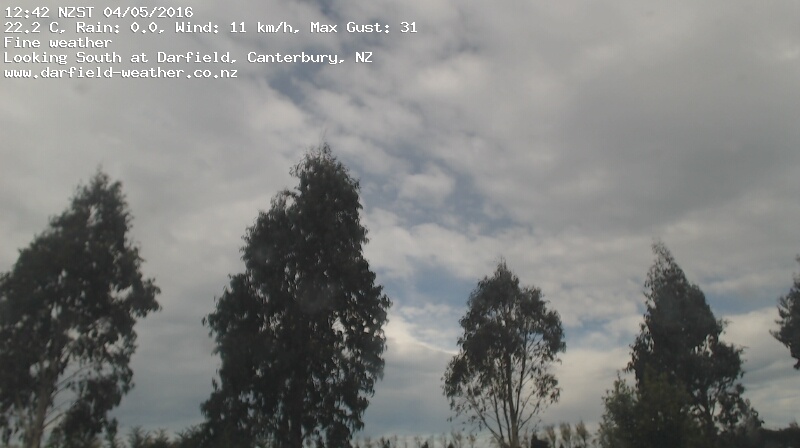 12:42 NZST 04/05/2016
22.2 C, Rain: 0.0, Wind: 11 km/h, Max Gust: 31
Fine weather
Looking South at Darfield, Canterbury, NZ
www.darfield-weather.co.nz